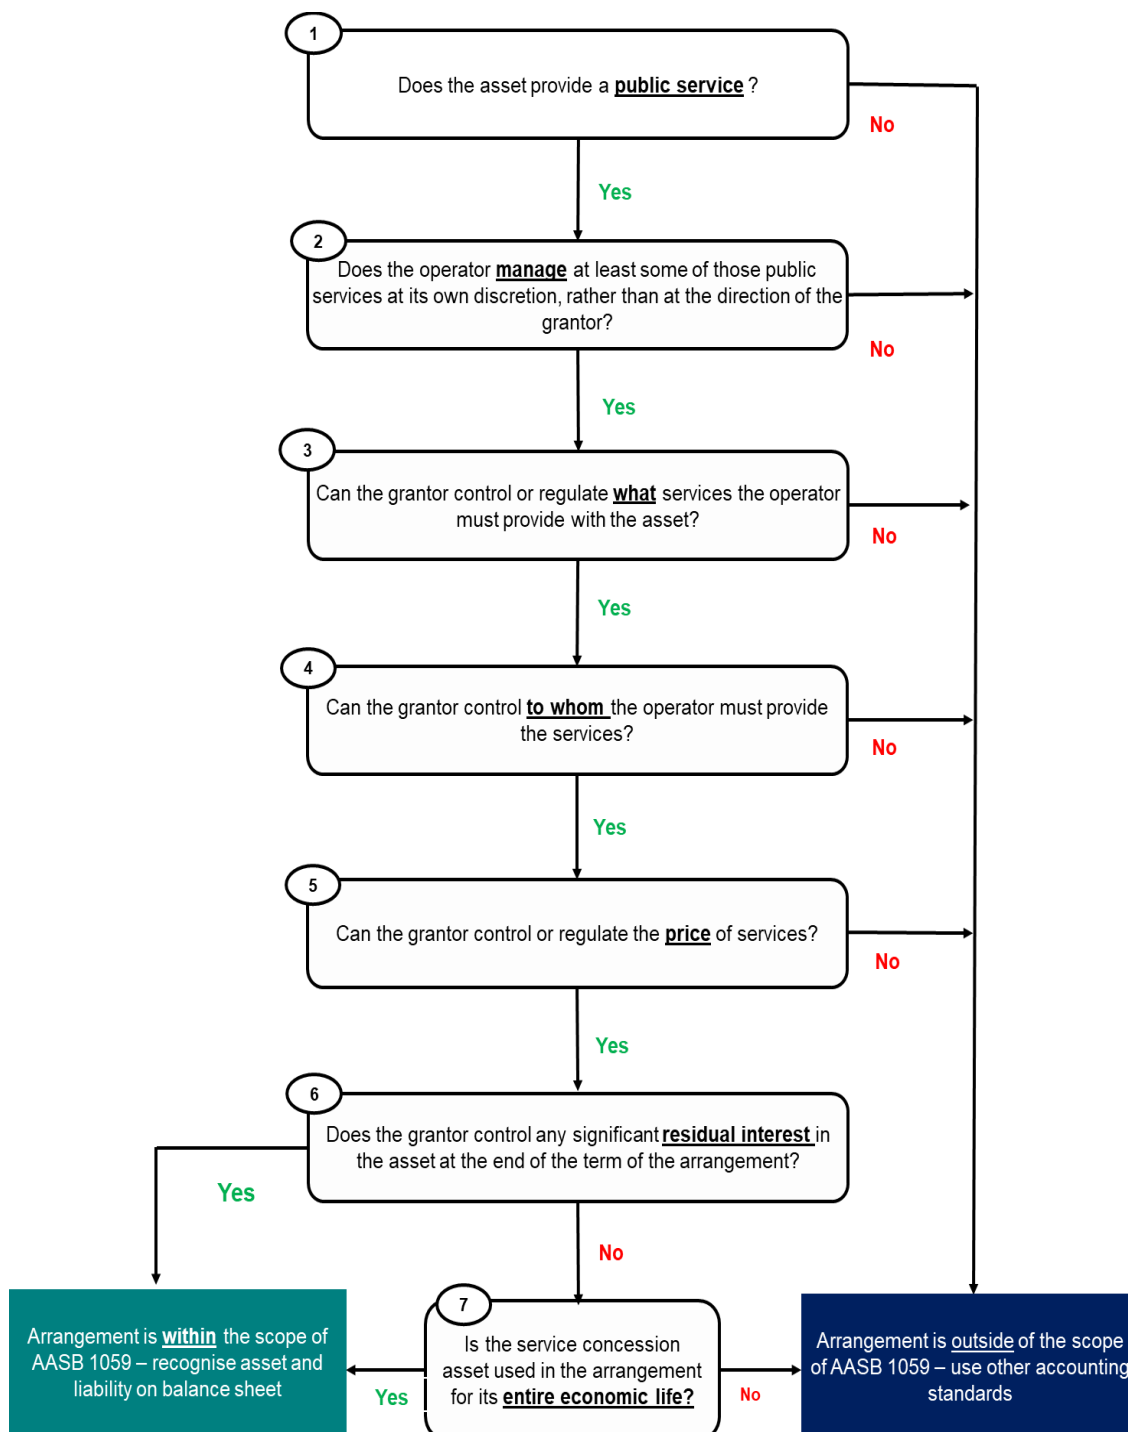 1
Does the asset provide a public service ?
No
Yes
2
Does the operator manage at least some of those public
services at its own discretion, rather than at the direction of the
grantor?
No
Yes
3
Can the grantor control or regulate what services the operator
must provide with the asset?
No
Yes
4
Can the grantor control to whom the operator must provide
the services?
No
Yes
5
Can the grantor control or regulate the price of services?
No
Yes
6
Does the grantor control any significant residual interest in
the asset at the end of the term of the arrangement?
Yes
No
7
Is the service concession
asset used in the arrangement
for its entire economic life?
Yes
No
Arrangement is within the scope of
AASB 1059 – recognise asset and
liability on balance sheet
Arrangement is outside of the scope
of AASB 1059 – use other accounting
standards